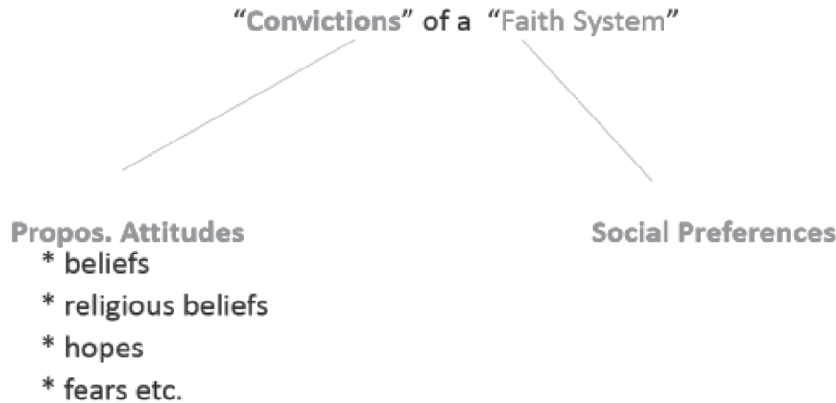 “Convictions” of a “Faith System”
Propos. Attitudes
* beliefs
* religious beliefs
* hopes
* fears etc.
Social Preferences